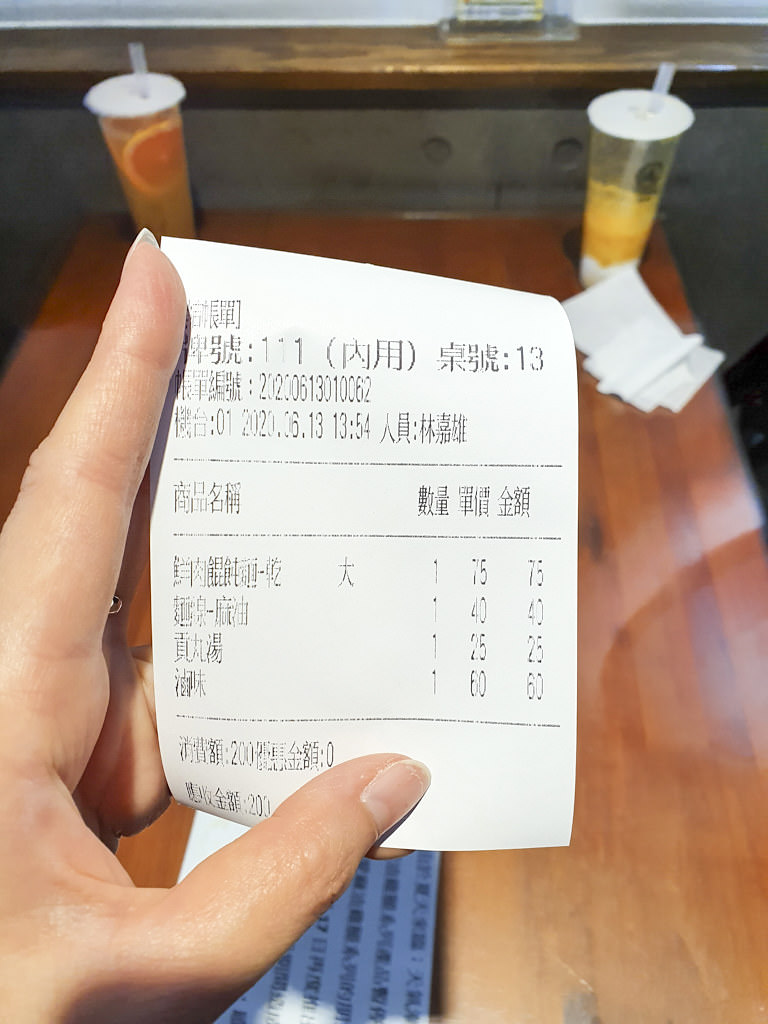 結帳單]
牌號:111 (內用) 桌號:13
帳單編號:20200613010062
機台:01 2020.06.13 13:54 人員:林嘉雄
商品名稱 數量 單價 金額
鮮肉餛飩麵-乾 大 1 75 75
麵線-麻油 1 40 40
貢丸湯 1 25 25
滷味 1 60 60
消費額:200優惠金額:0
應收金額:200